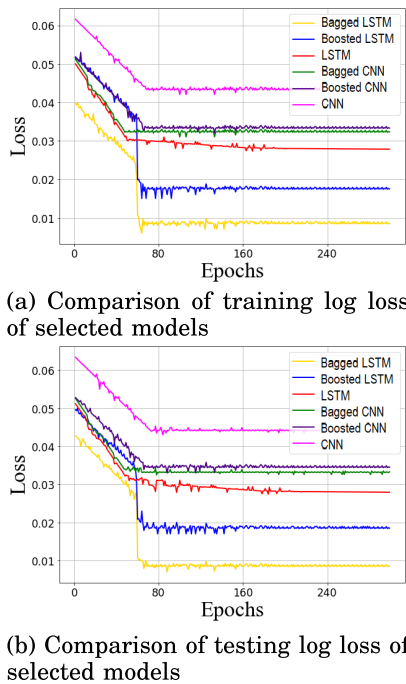 0.06
0.05
0.04
0.03
0.02
0.01
Loss
Bagged LSTM
Boosted LSTM
LSTM
Bagged CNN
Boosted CNN
CNN
0 80 160 240
Epochs
(a) Comparison of training log loss
of selected models
0.06
0.05
0.04
0.03
0.02
0.01
Loss
Bagged LSTM
Boosted LSTM
LSTM
Bagged CNN
Boosted CNN
CNN
0 80 160 240
Epochs
(b) Comparison of testing log loss of
selected models